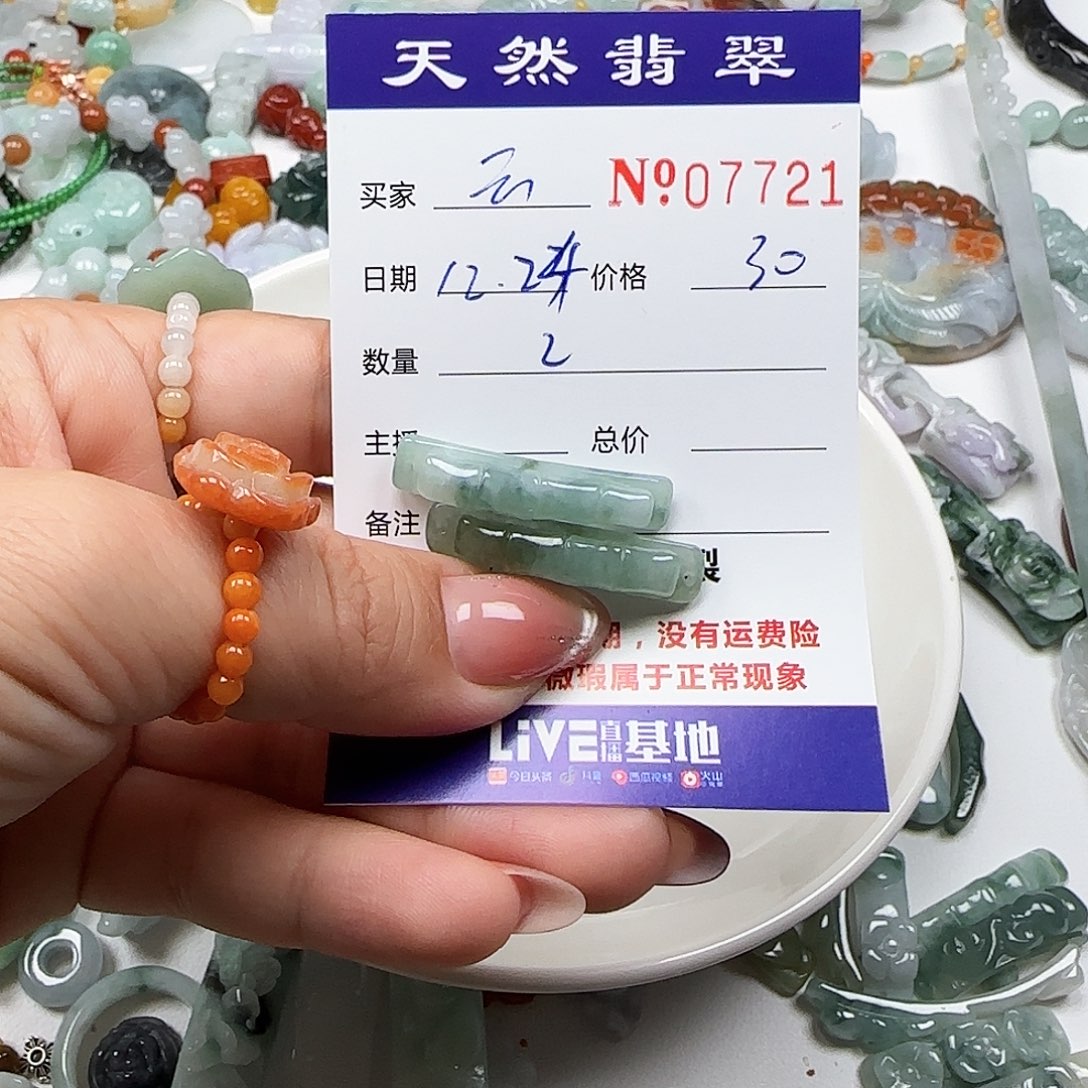 天然翡翠
买家 云 Nº07721
日期 12.24 价格 30
数量 2
主播 总价
备注
裂
期，没有运费险
微瑕属于正常现象
LiVE直播基地
今日头条 抖音 西瓜视频 火山